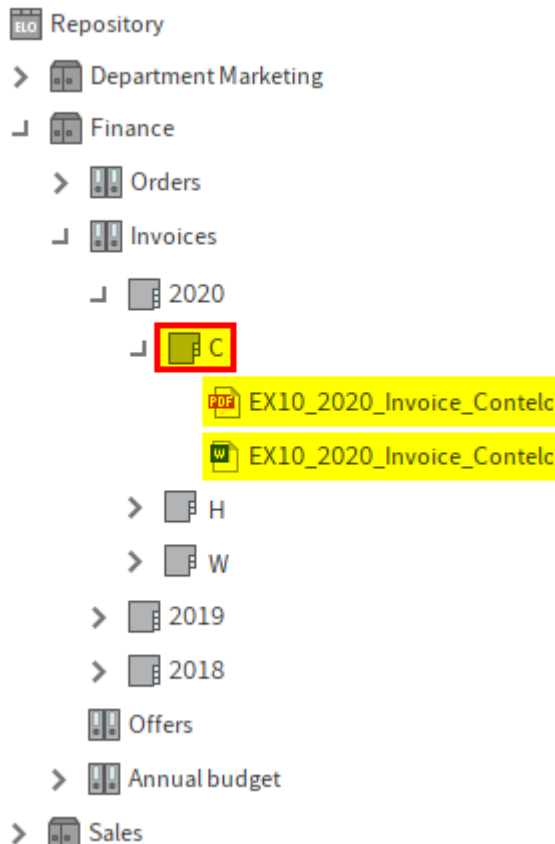 ELO Repository
Department Marketing
Finance
Orders
Invoices
2020
C
PDF EX10_2020_Invoice_Contelc
W EX10_2020_Invoice_Contelc
H
W
2019
2018
Offers
Annual budget
Sales